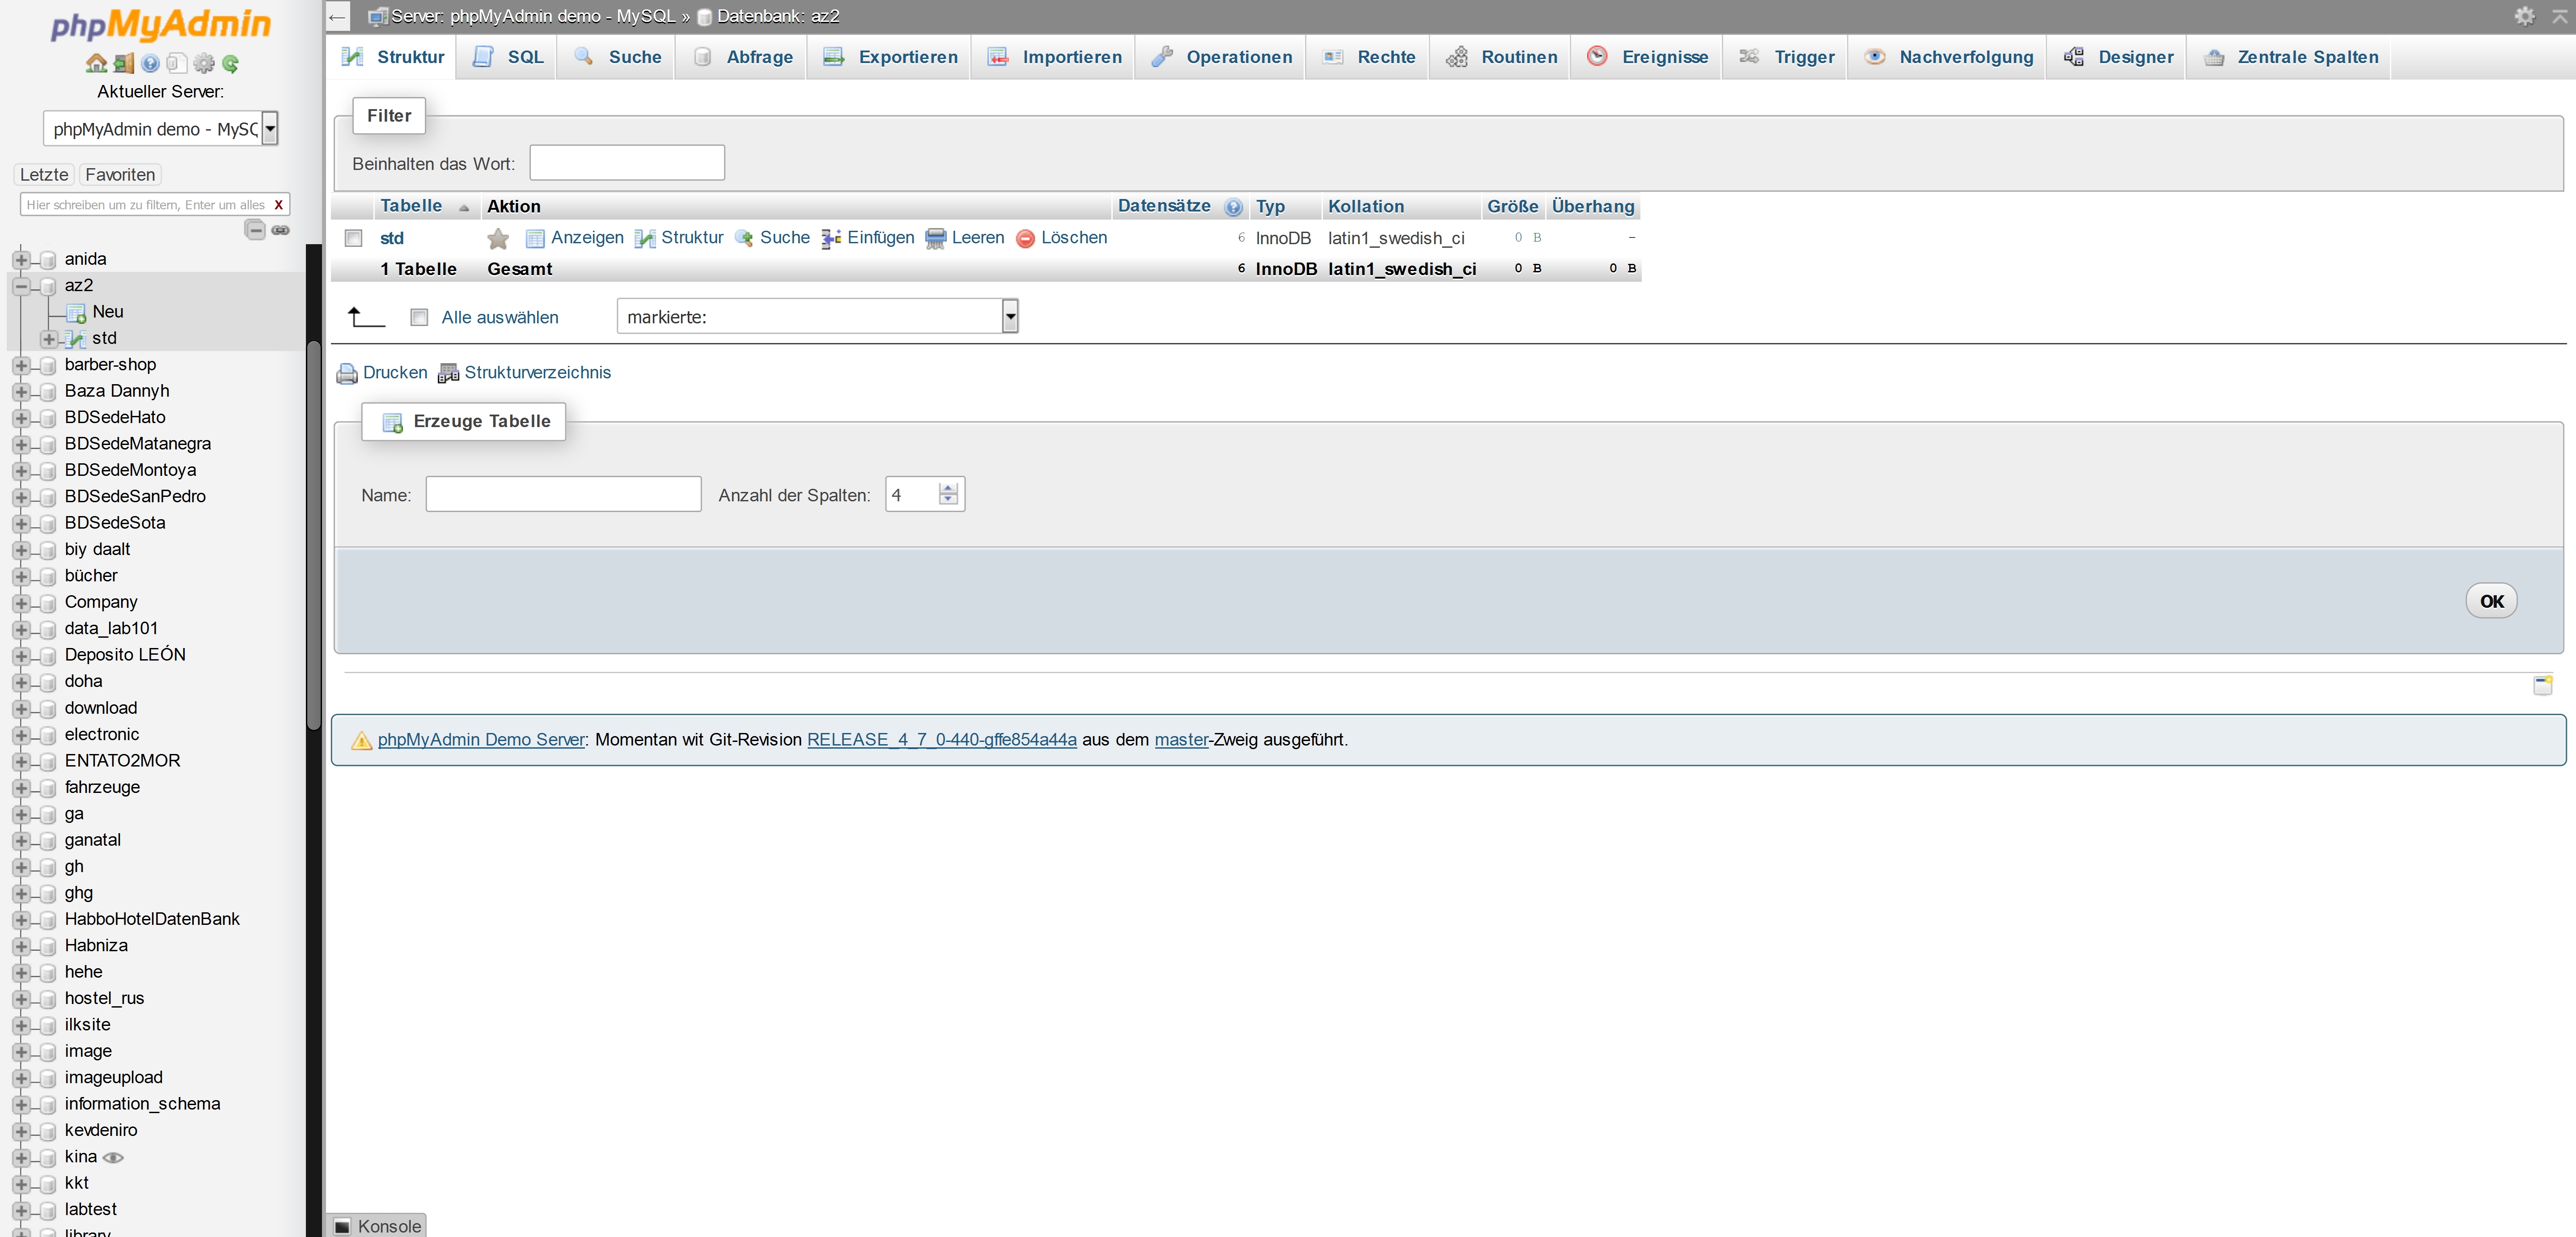 phpMyAdmin
Aktueller Server:
phpMyAdmin demo - MySQ
Letzte Favoriten
Hier schreiben um zu filtern, Enter um alles X
anida
az2
Neu
std
barber-shop
Baza Dannyh
BDSedeHato
BDSedeMatanegra
BDSedeMontoya
BDSedeSanPedro
BDSedeSota
biy daalt
bücher
Company
data_lab101
Deposito LEÓN
doha
download
electronic
ENTATO2MOR
fahrzeuge
ga
ganatal
gh
ghg
HabboHotelDatenBank
Habniza
hehe
hostel_rus
ilksite
image
imageupload
information_schema
kevdeniro
kina
kkt
labtest
library
Server: phpMyAdmin demo - MySQL » Datenbank: az2
Struktur SQL Suche Abfrage Exportieren Importieren Operationen Rechte Routinen Ereignisse Trigger Nachverfolgung Designer Zentrale Spalten
Filter
Beinhalten das Wort:
Tabelle Aktion Datensätze Typ Kollation Größe Überhang
std Anzeigen Struktur Suche Einfügen Leeren Löschen 6 InnoDB latin1_swedish_ci 0 B -
1 Tabelle Gesamt 6 InnoDB latin1_swedish_ci 0 B 0 B
Alle auswählen markierte:
Drucken Strukturverzeichnis
Erzeuge Tabelle
Name: Anzahl der Spalten: 4
OK
phpMyAdmin Demo Server: Momentan wit Git-Revision RELEASE_4_7_0-440-gffe854a44a aus dem master-Zweig ausgeführt.
Konsole